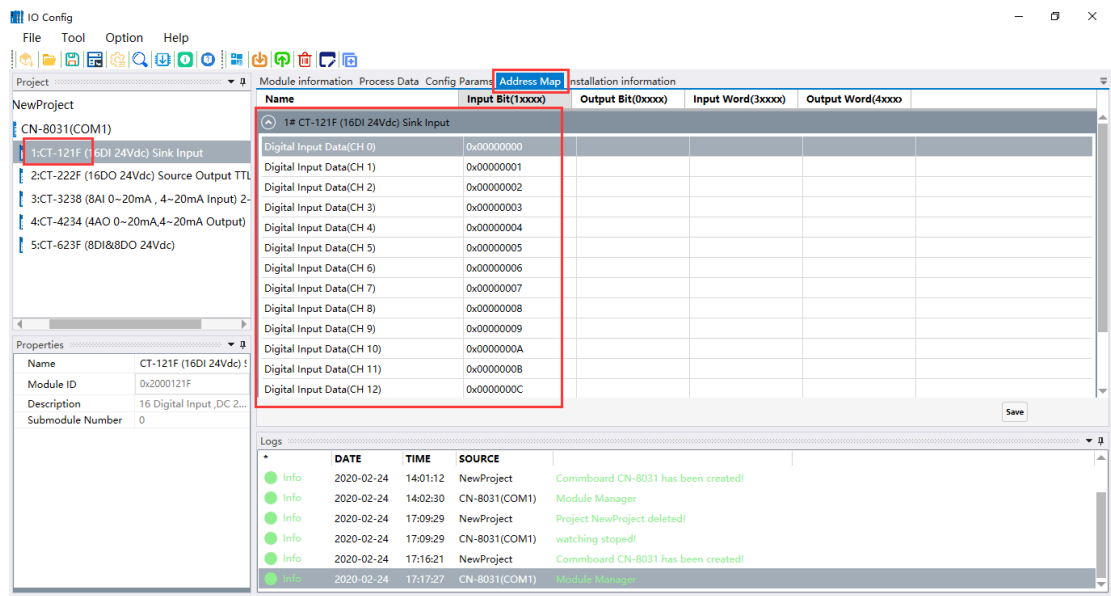 IO Config
File Tool Option Help
Project
NewProject
CN-8031(COM1)
1:CT-121F (16DI 24Vdc) Sink Input
2:CT-222F (16DO 24Vdc) Source Output TTL
3:CT-3238 (8AI 0~20mA , 4~20mA Input) 2-
4:CT-4234 (4AO 0~20mA,4~20mA Output)
5:CT-623F (8DI&8DO 24Vdc)
Properties
Name CT-121F (16DI 24Vdc) S
Module ID 0x2000121F
Description 16 Digital Input ,DC 2...
Submodule Number 0
Module information Process Data Config Params Address Map nstallation information
Name Input Bit(1xxxx) Output Bit(0xxxx) Input Word(3xxxx) Output Word(4xxxx
1# CT-121F (16DI 24Vdc) Sink Input
Digital Input Data(CH 0) 0x00000000
Digital Input Data(CH 1) 0x00000001
Digital Input Data(CH 2) 0x00000002
Digital Input Data(CH 3) 0x00000003
Digital Input Data(CH 4) 0x00000004
Digital Input Data(CH 5) 0x00000005
Digital Input Data(CH 6) 0x00000006
Digital Input Data(CH 7) 0x00000007
Digital Input Data(CH 8) 0x00000008
Digital Input Data(CH 9) 0x00000009
Digital Input Data(CH 10) 0x0000000A
Digital Input Data(CH 11) 0x0000000B
Digital Input Data(CH 12) 0x0000000C
Save
Logs
* DATE TIME SOURCE
Info 2020-02-24 14:01:12 NewProject Commboard CN-8031 has been created!
Info 2020-02-24 14:02:30 CN-8031(COM1) Module Manager
Info 2020-02-24 17:09:29 NewProject Project NewProject deleted!
Info 2020-02-24 17:09:29 CN-8031(COM1) watching stoped!
Info 2020-02-24 17:16:21 NewProject Commboard CN-8031 has been created!
Info 2020-02-24 17:17:27 CN-8031(COM1) Module Manager